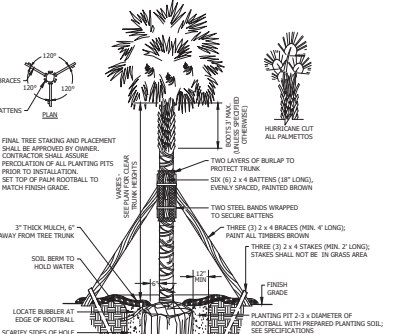 120°
120°
120°
BRACES
BATTENS
PLAN
FINAL TREE STAKING AND PLACEMENT
SHALL BE APPROVED BY OWNER.
CONTRACTOR SHALL ASSURE
PERCOLATION OF ALL PLANTING PITS
PRIOR TO INSTALLATION.
SET TOP OF PALM ROOTBALL TO
MATCH FINISH GRADE.
3" THICK MULCH, 6"
AWAY FROM TREE TRUNK
SOIL BERM TO
HOLD WATER
LOCATE BUBBLER AT
EDGE OF ROOTBALL
SCARIFY SIDES OF HOLE
VARIES -
SEE PLAN FOR CLEAR
TRUNK HEIGHTS
BOOTS 3' MAX.
(UNLESS SPECIFIED
OTHERWISE)
6"
12"
MIN
HURRICANE CUT
ALL PALMETTOS
TWO LAYERS OF BURLAP TO
PROTECT TRUNK
SIX (6) 2 x 4 BATTENS (18" LONG),
EVENLY SPACED, PAINTED BROWN
TWO STEEL BANDS WRAPPED
TO SECURE BATTENS
THREE (3) 2 x 4 BRACES (MIN. 4' LONG);
PAINT ALL TIMBERS BROWN
THREE (3) 2 x 4 STAKES (MIN. 2' LONG);
STAKES SHALL NOT BE IN GRASS AREA
FINISH
GRADE
PLANTING PIT 2-3 x DIAMETER OF
ROOTBALL WITH PREPARED PLANTING SOIL;
SEE SPECIFICATIONS